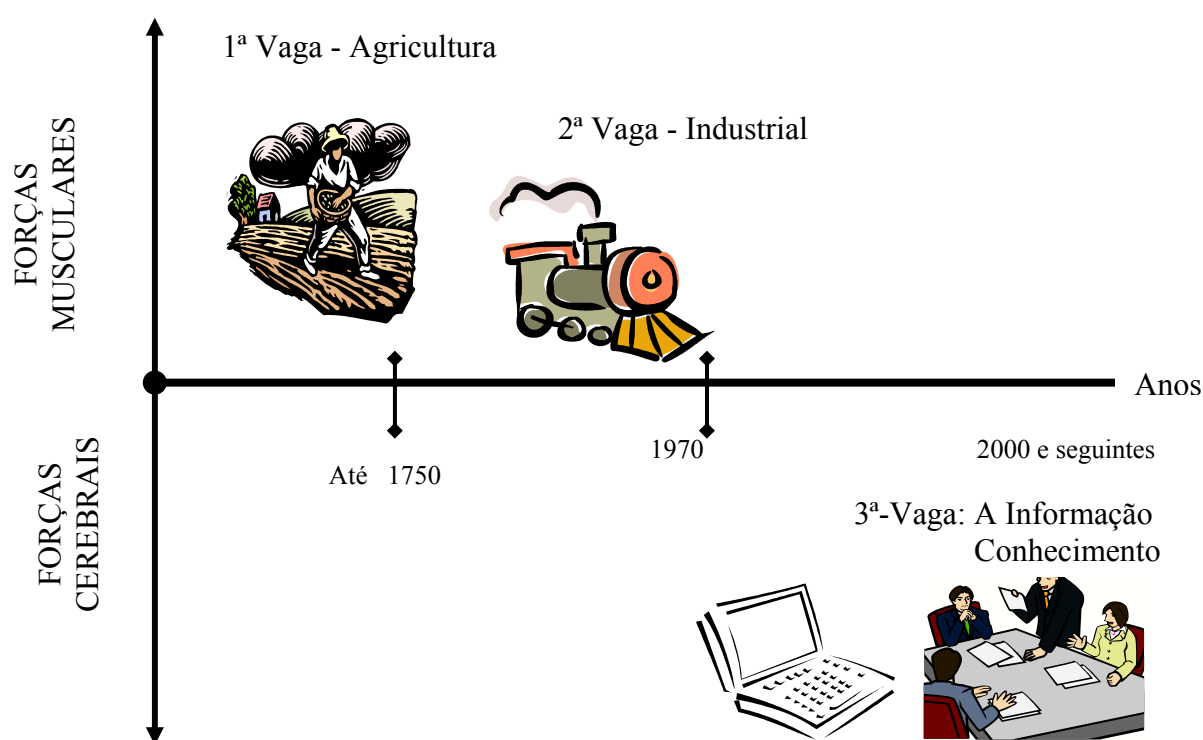 1ª Vaga - Agricultura
2ª Vaga - Industrial
FORÇAS
MUSCULARES
Anos
1970
2000 e seguintes
Até 1750
FORÇAS
CEREBRAIS
3ª-Vaga: A Informação
Conhecimento